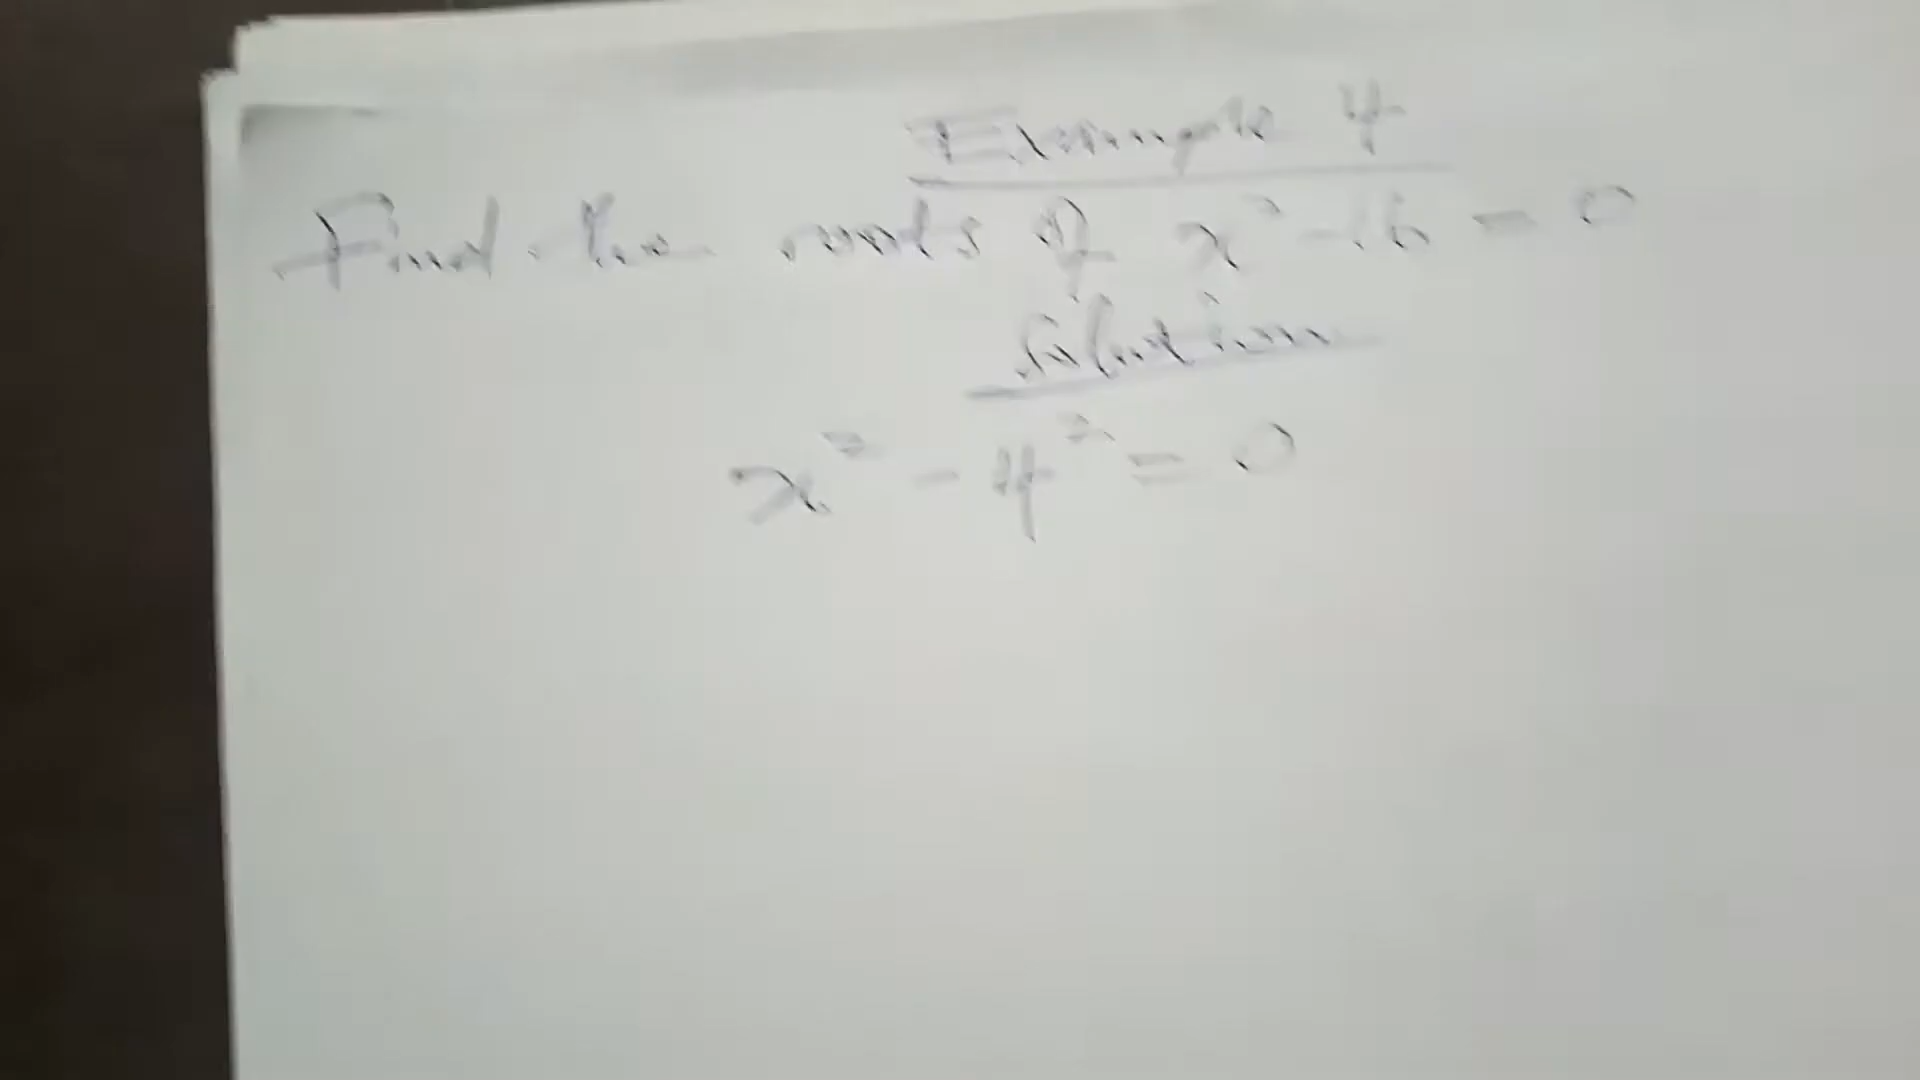 Example 4
Find the roots of x² - 16 = 0
Solution
x² - 4² = 0